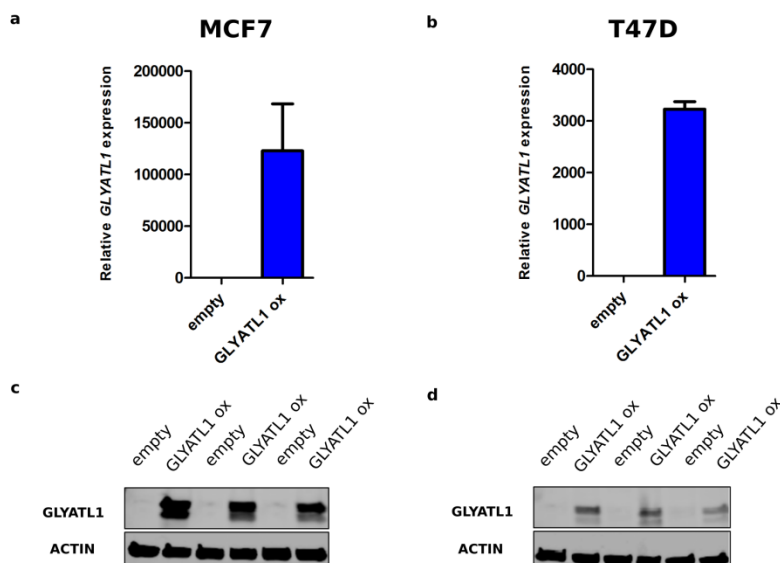 a
MCF7
b
T47D
Relative GLYATL1 expression
200000
150000
100000
50000
0
empty
GLYATL1 ox
Relative GLYATL1 expression
4000
3000
2000
1000
0
empty
GLYATL1 ox
c
empty
GLYATL1 ox
empty
GLYATL1 ox
empty
GLYATL1 ox
GLYATL1
ACTIN
d
empty
GLYATL1 ox
empty
GLYATL1 ox
empty
GLYATL1 ox
GLYATL1
ACTIN